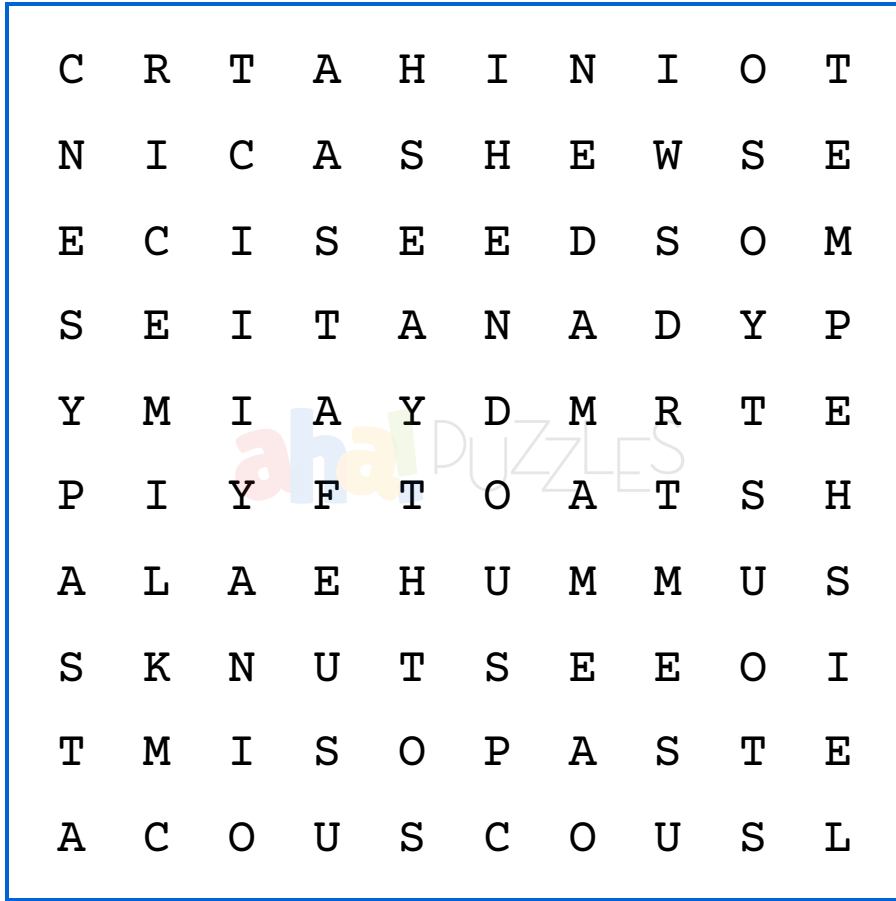 C R T A H I N I O T
N I C A S H E W S E
E C I S E E D S O M
S E I T A N A D Y P
Y M I A Y D M R T E
aha! PUZZLES
P I Y F T O A T S H
A L A E H U M M U S
S K N U T S E E O I
T M I S O P A S T E
A C O U S C O U S L